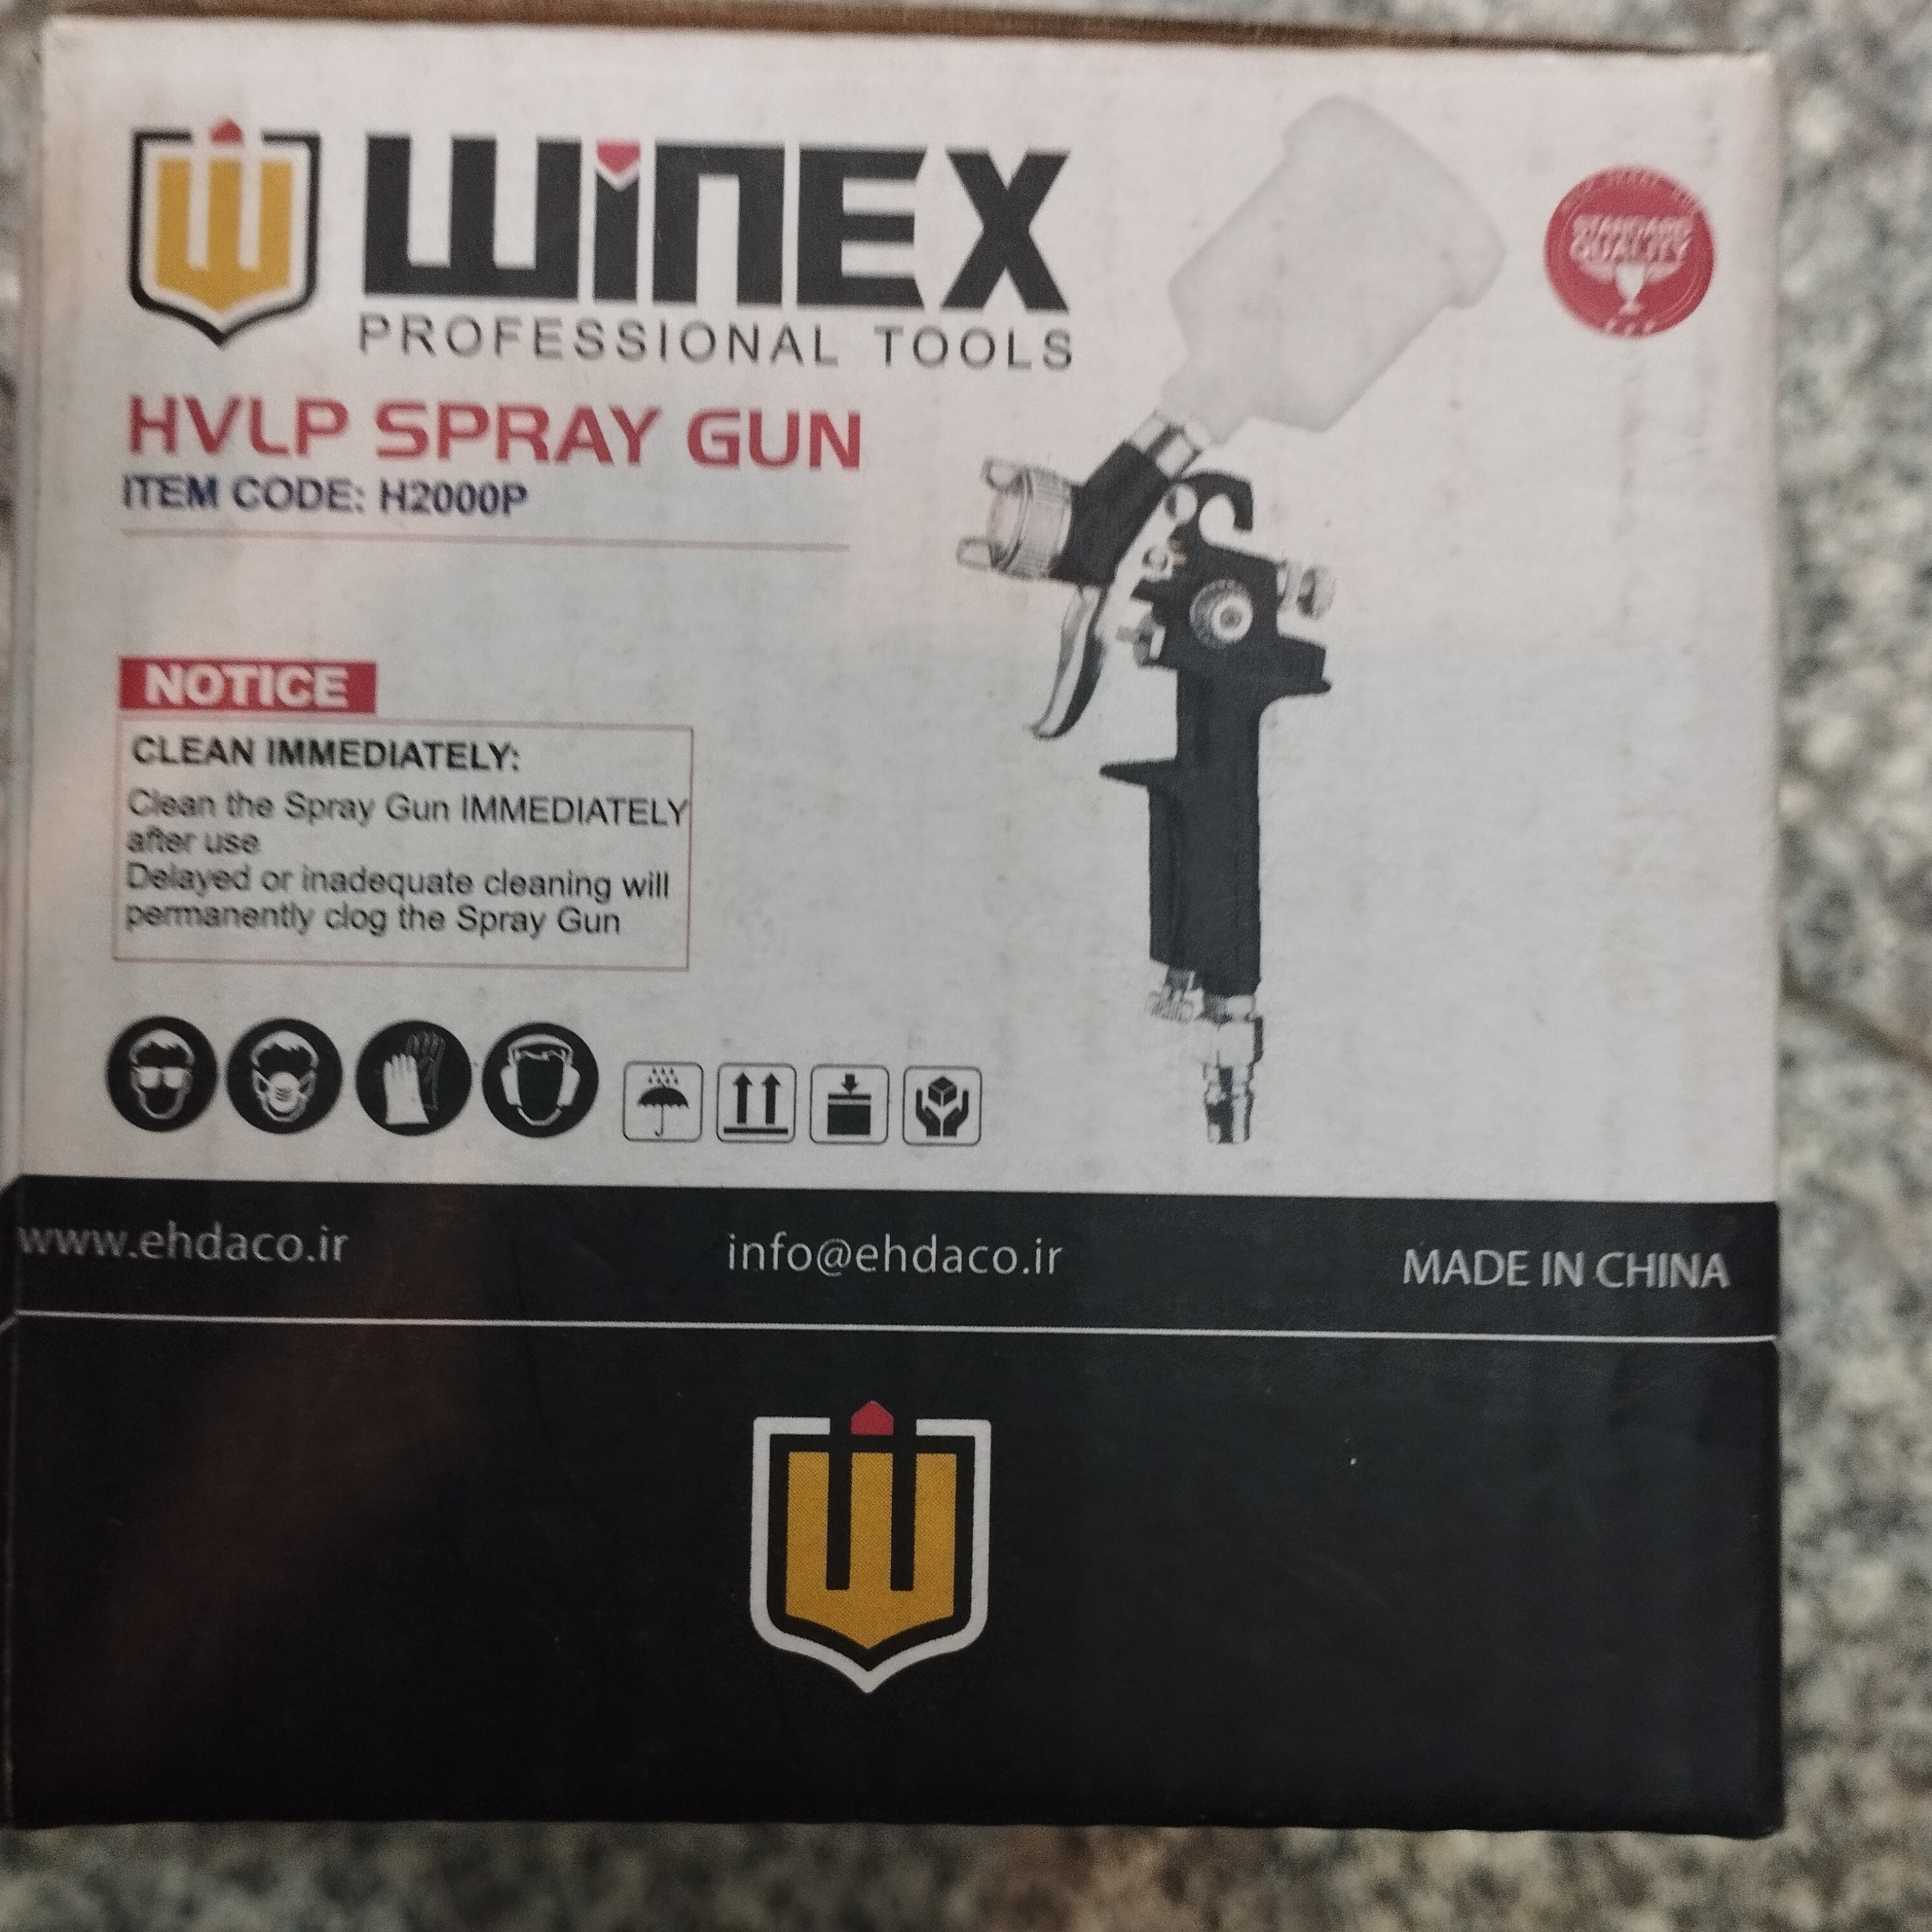 WINEX
PROFESSIONAL TOOLS
HVLP SPRAY GUN
ITEM CODE: H2000P
STANDARD
QUALITY
NOTICE
CLEAN IMMEDIATELY:
Clean the Spray Gun IMMEDIATELY
after use
Delayed or inadequate cleaning will
permanently clog the Spray Gun
www.ehdaco.ir
info@ehdaco.ir
MADE IN CHINA